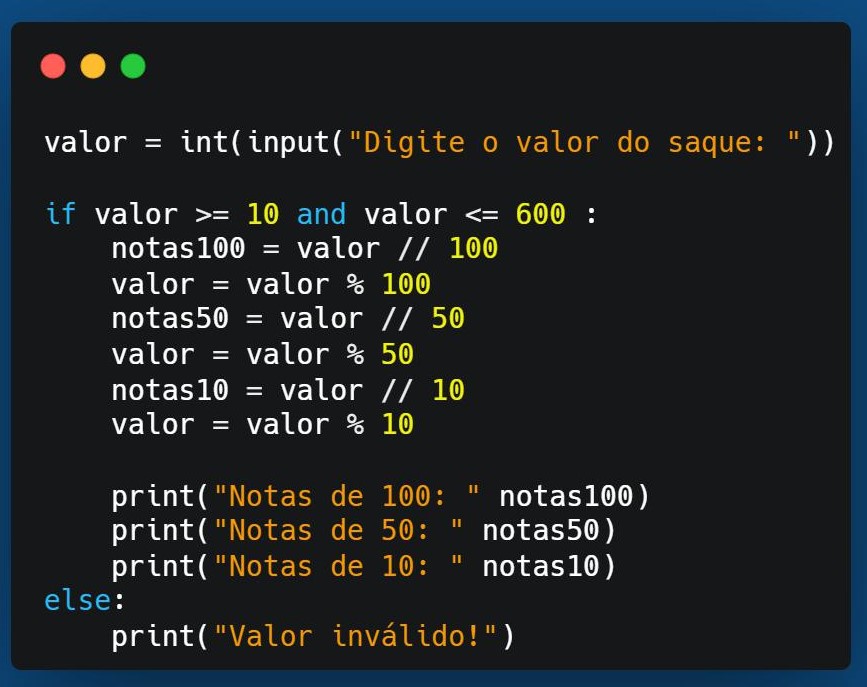 valor = int(input("Digite o valor do saque: "))
if valor >= 10 and valor <= 600 :
    notas100 = valor // 100
    valor = valor % 100
    notas50 = valor // 50
    valor = valor % 50
    notas10 = valor // 10
    valor = valor % 10
    print("Notas de 100: " notas100)
    print("Notas de 50: " notas50)
    print("Notas de 10: " notas10)
else:
    print("Valor inválido!")